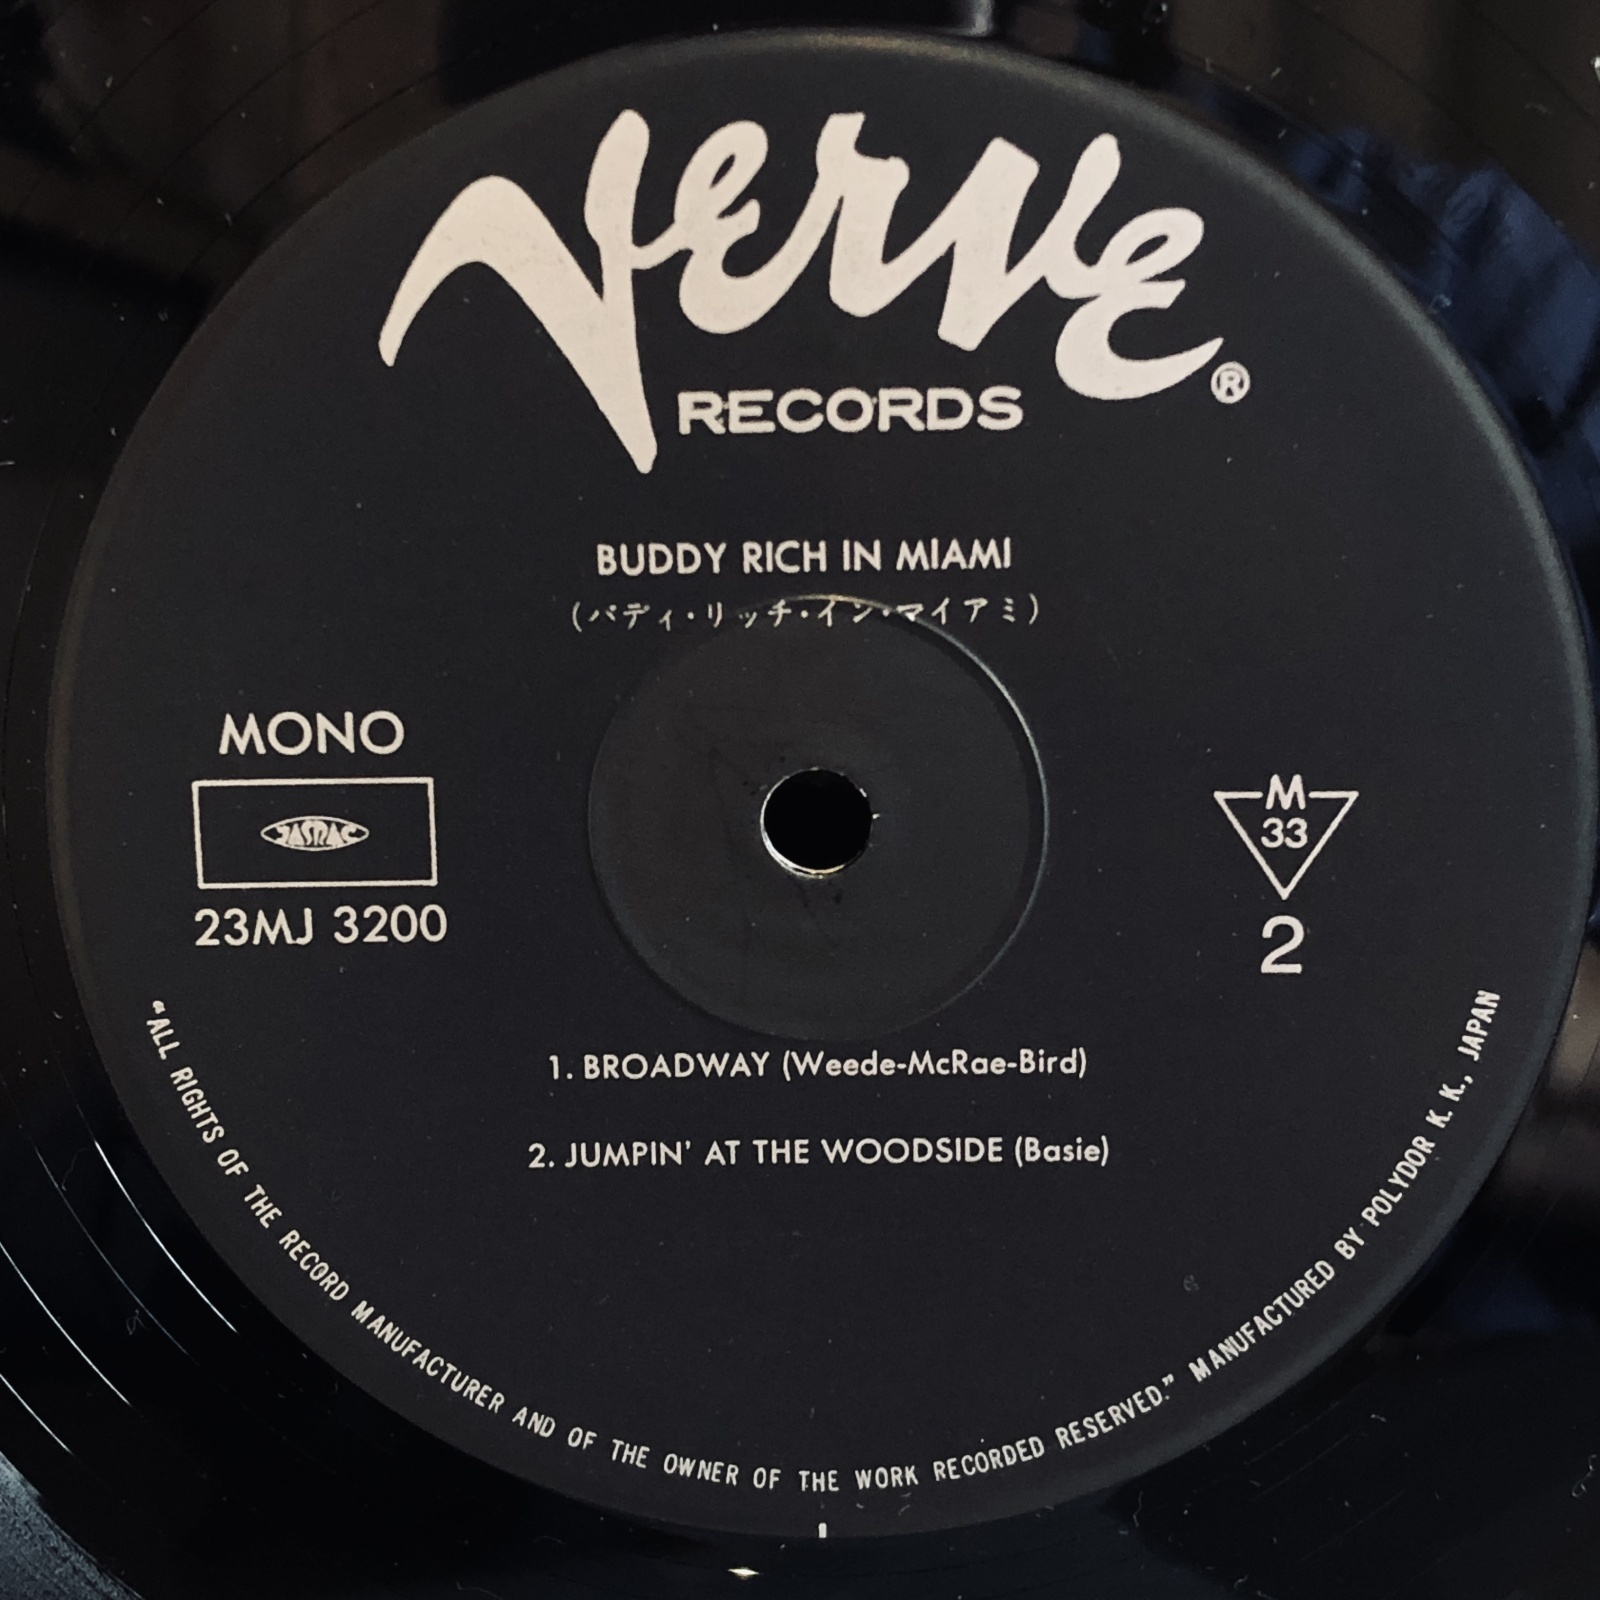 Verve
RECORDS ®
BUDDY RICH IN MIAMI
(バディ・リッチ・イン・マイアミ)
MONO
JASRAC
23MJ 3200
M
33
2
1. BROADWAY (Weede-McRae-Bird)
2. JUMPIN' AT THE WOODSIDE (Basie)
“ALL RIGHTS OF THE RECORD MANUFACTURER AND OF THE OWNER OF THE WORK RECORDED RESERVED.” MANUFACTURED BY POLYDOR K. K., JAPAN